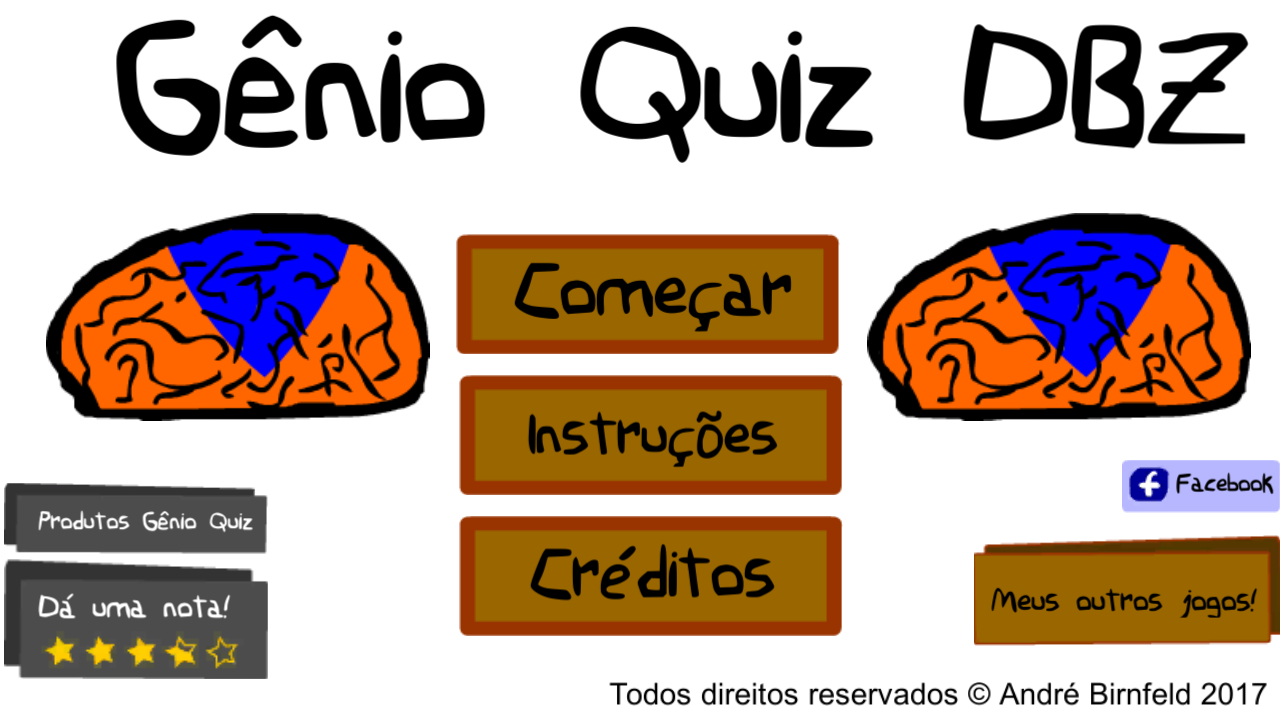 Gênio Quiz DBZ
Começar
Instruções
Créditos
Produtos Gênio Quiz
Dá uma nota!
Facebook
Meus outros jogos!
Todos direitos reservados © André Birnfeld 2017